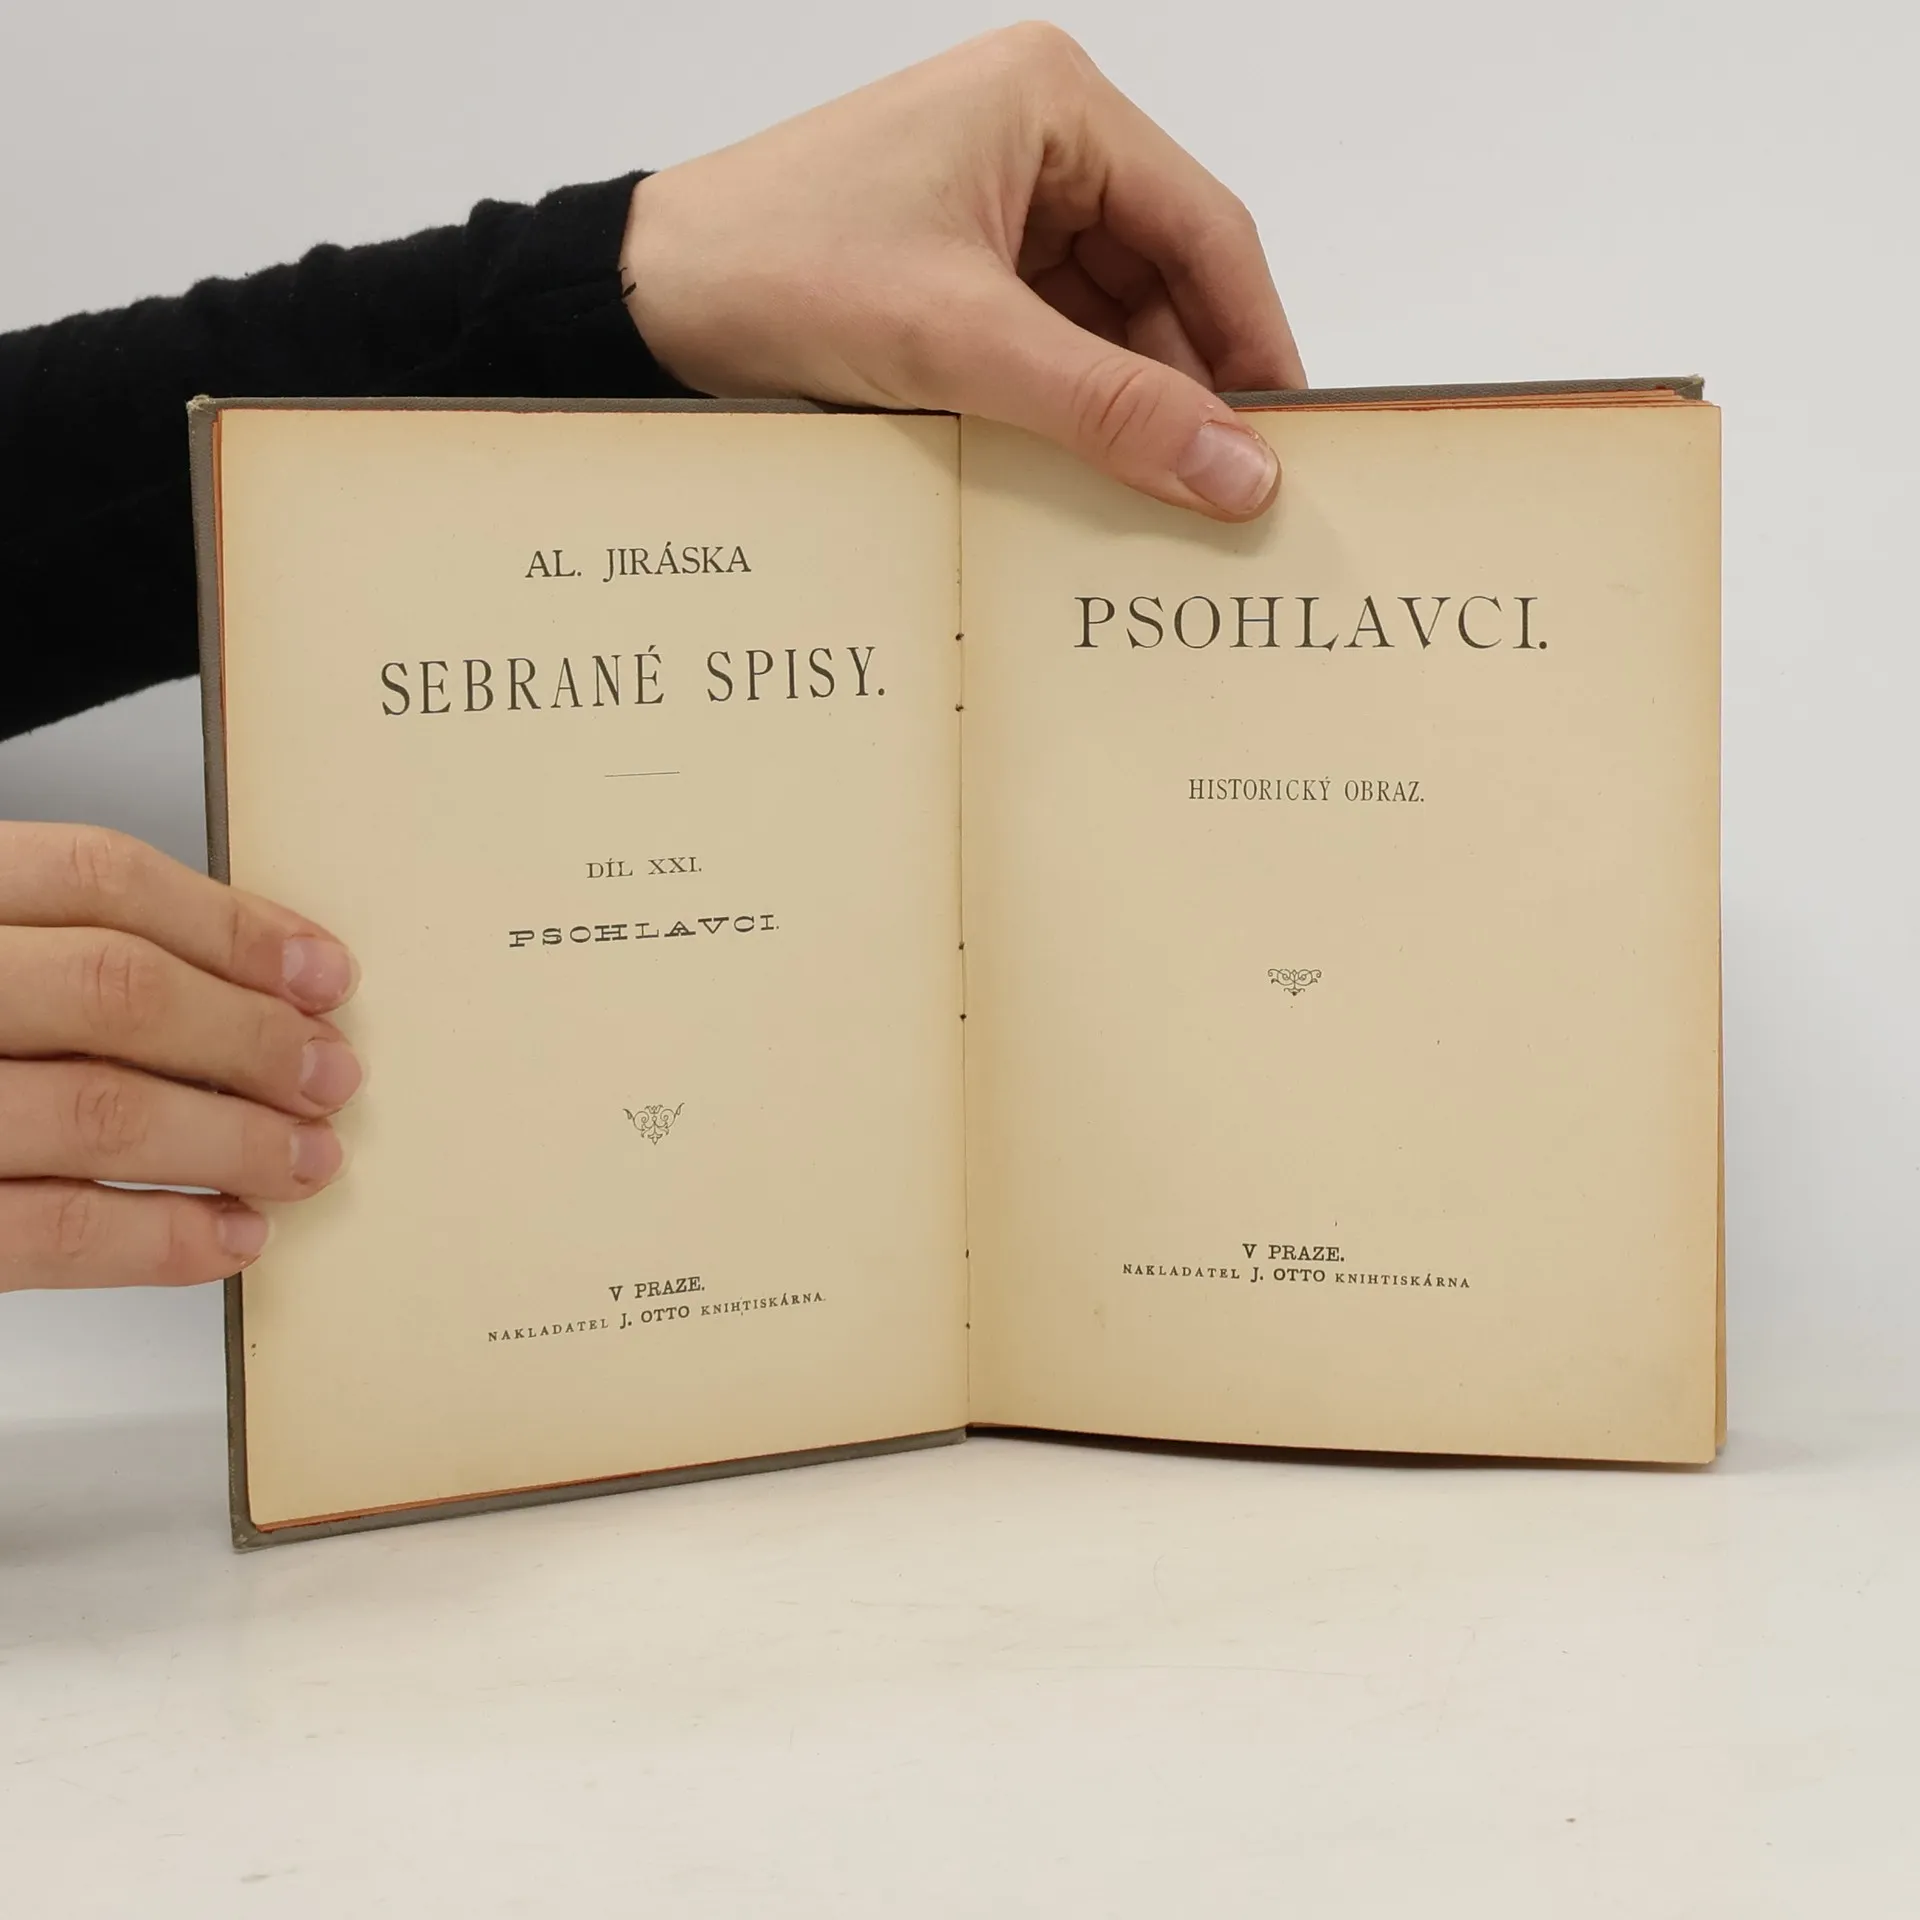 AL. JIRÁSKA
SEBRANÉ SPISY.
DÍL XXI.
PSOHLAVCI.
V PRAZE.
NAKLADATEL J. OTTO KNIHTISKÁRNA.
PSOHLAVCI.
HISTORICKÝ OBRAZ.
V PRAZE.
NAKLADATEL J. OTTO KNIHTISKÁRNA